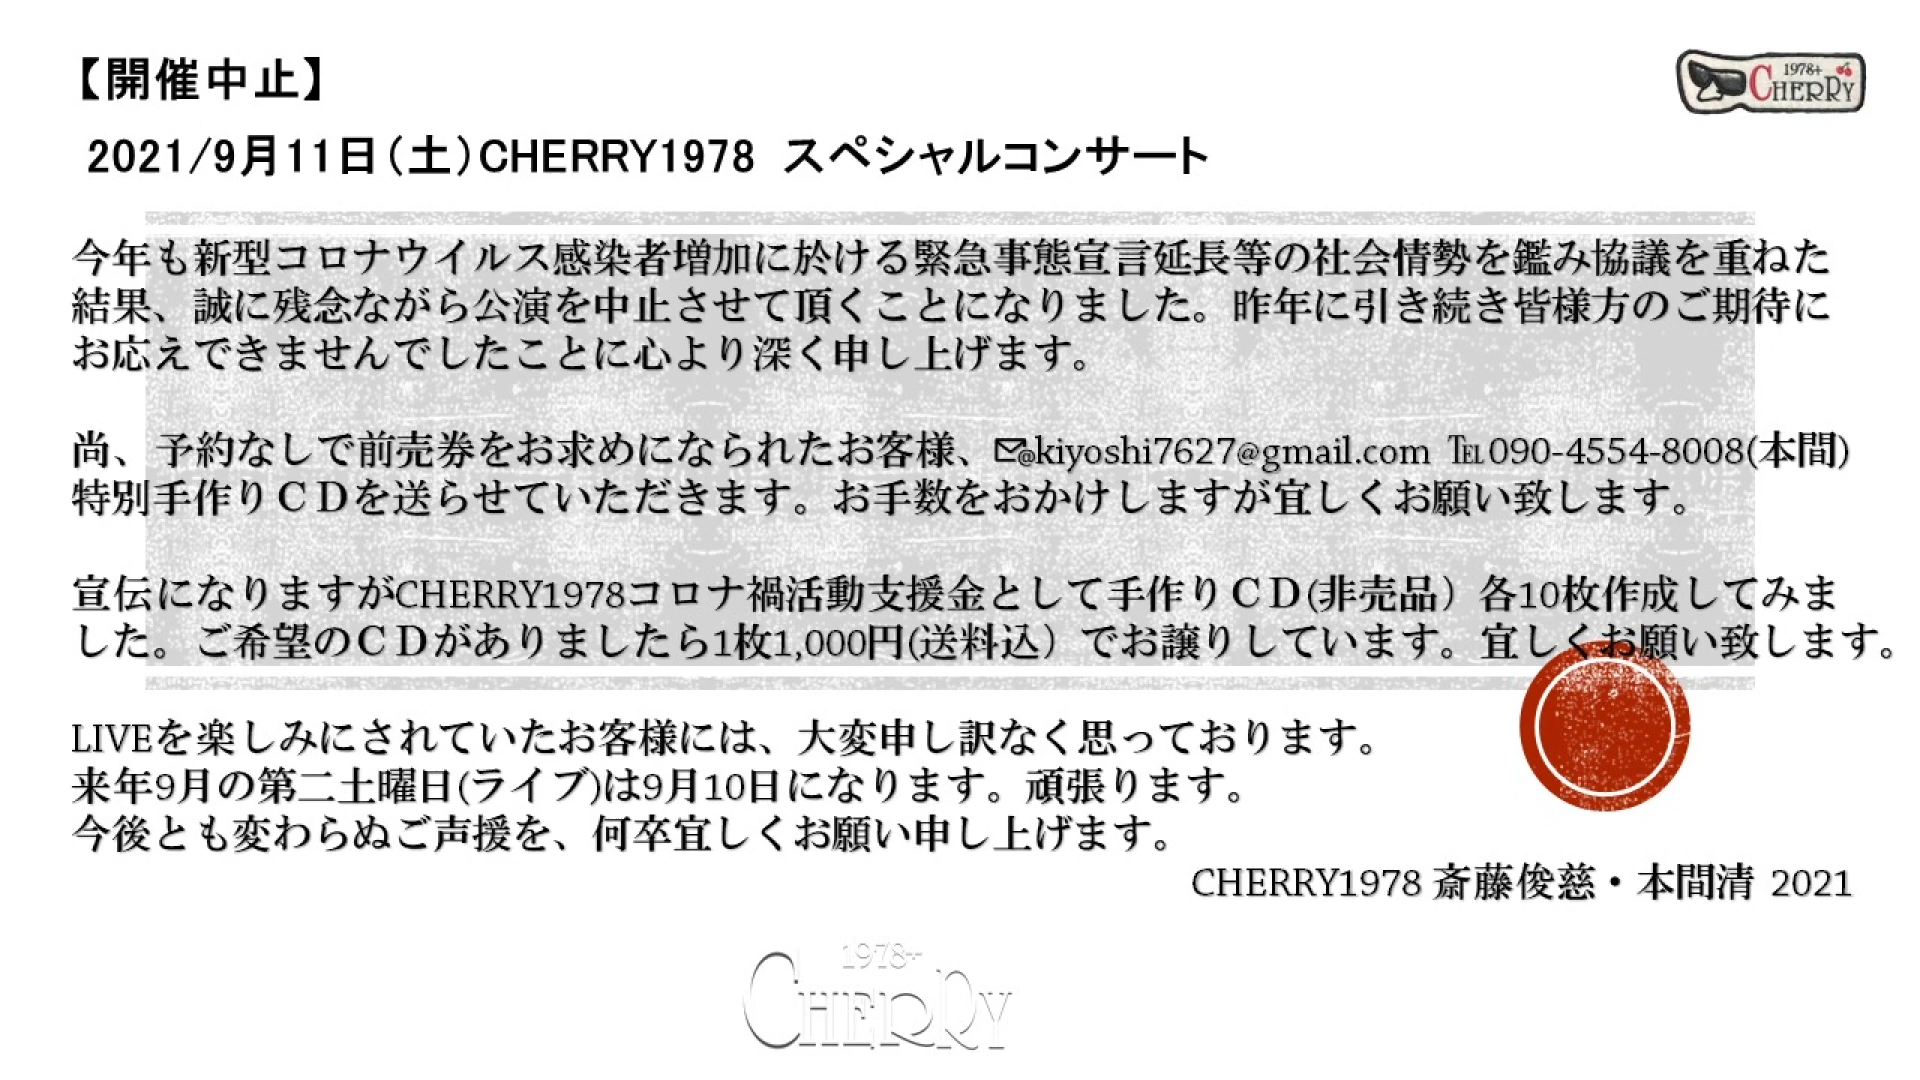 【開催中止】
1978+
CHERRY
2021/9月11日(土)CHERRY1978 スペシャルコンサート
今年も新型コロナウイルス感染者増加に於ける緊急事態宣言延長等の社会情勢を鑑み協議を重ねた
結果、誠に残念ながら公演を中止させて頂くことになりました。昨年に引き続き皆様方のご期待に
お応えできませんでしたことに心より深く申し上げます。
尚、予約なしで前売券をお求めになられたお客様、✉@kiyoshi7627@gmail.com ℡090-4554-8008(本間)
特別手作りＣＤを送らせていただきます。お手数をおかけしますが宜しくお願い致します。
宣伝になりますがCHERRY1978コロナ禍活動支援金として手作りＣＤ(非売品）各10枚作成してみま
した。ご希望のＣＤがありましたら1枚1,000円(送料込）でお譲りしています。宜しくお願い致します。
LIVEを楽しみにされていたお客様には、大変申し訳なく思っております。
来年9月の第二土曜日(ライブ)は9月10日になります。頑張ります。
今後とも変わらぬご声援を、何卒宜しくお願い申し上げます。
CHERRY1978 斎藤俊慈・本間清 2021
1978+
CHERRY